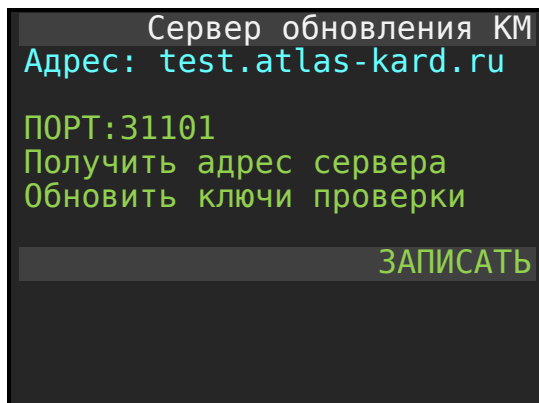 Сервер обновления КМ
Адрес: test.atlas-kard.ru
ПОРТ:31101
Получить адрес сервера
Обновить ключи проверки
ЗАПИСАТЬ